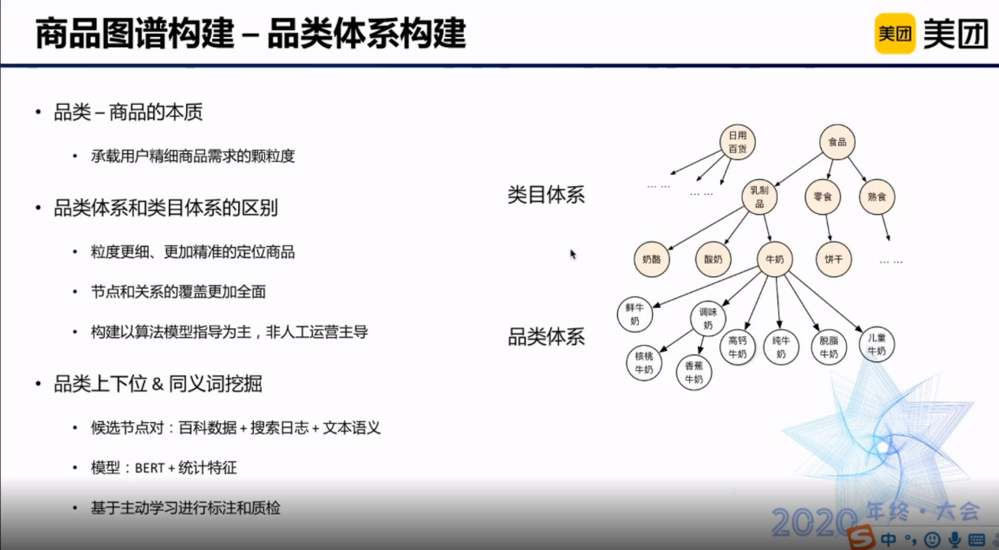 商品图谱构建 – 品类体系构建
美团 美团
• 品类 – 商品的本质
• 承载用户精细商品需求的颗粒度
• 品类体系和类目体系的区别
• 粒度更细、更加精准的定位商品
• 节点和关系的覆盖更加全面
• 构建以算法模型指导为主，非人工运营主导
• 品类上下位 & 同义词挖掘
• 候选节点对：百科数据 + 搜索日志 + 文本语义
• 模型：BERT + 统计特征
• 基于主动学习进行标注和质检
类目体系
品类体系
日用
百货
食品
... ...
... ...
乳制
品
零食
熟食
奶酪
酸奶
牛奶
饼干
... ...
鲜牛
奶
调味
奶
高钙
牛奶
纯牛
奶
脱脂
牛奶
儿童
牛奶
核桃
牛奶
香蕉
牛奶
2020 年终·大会
S 中